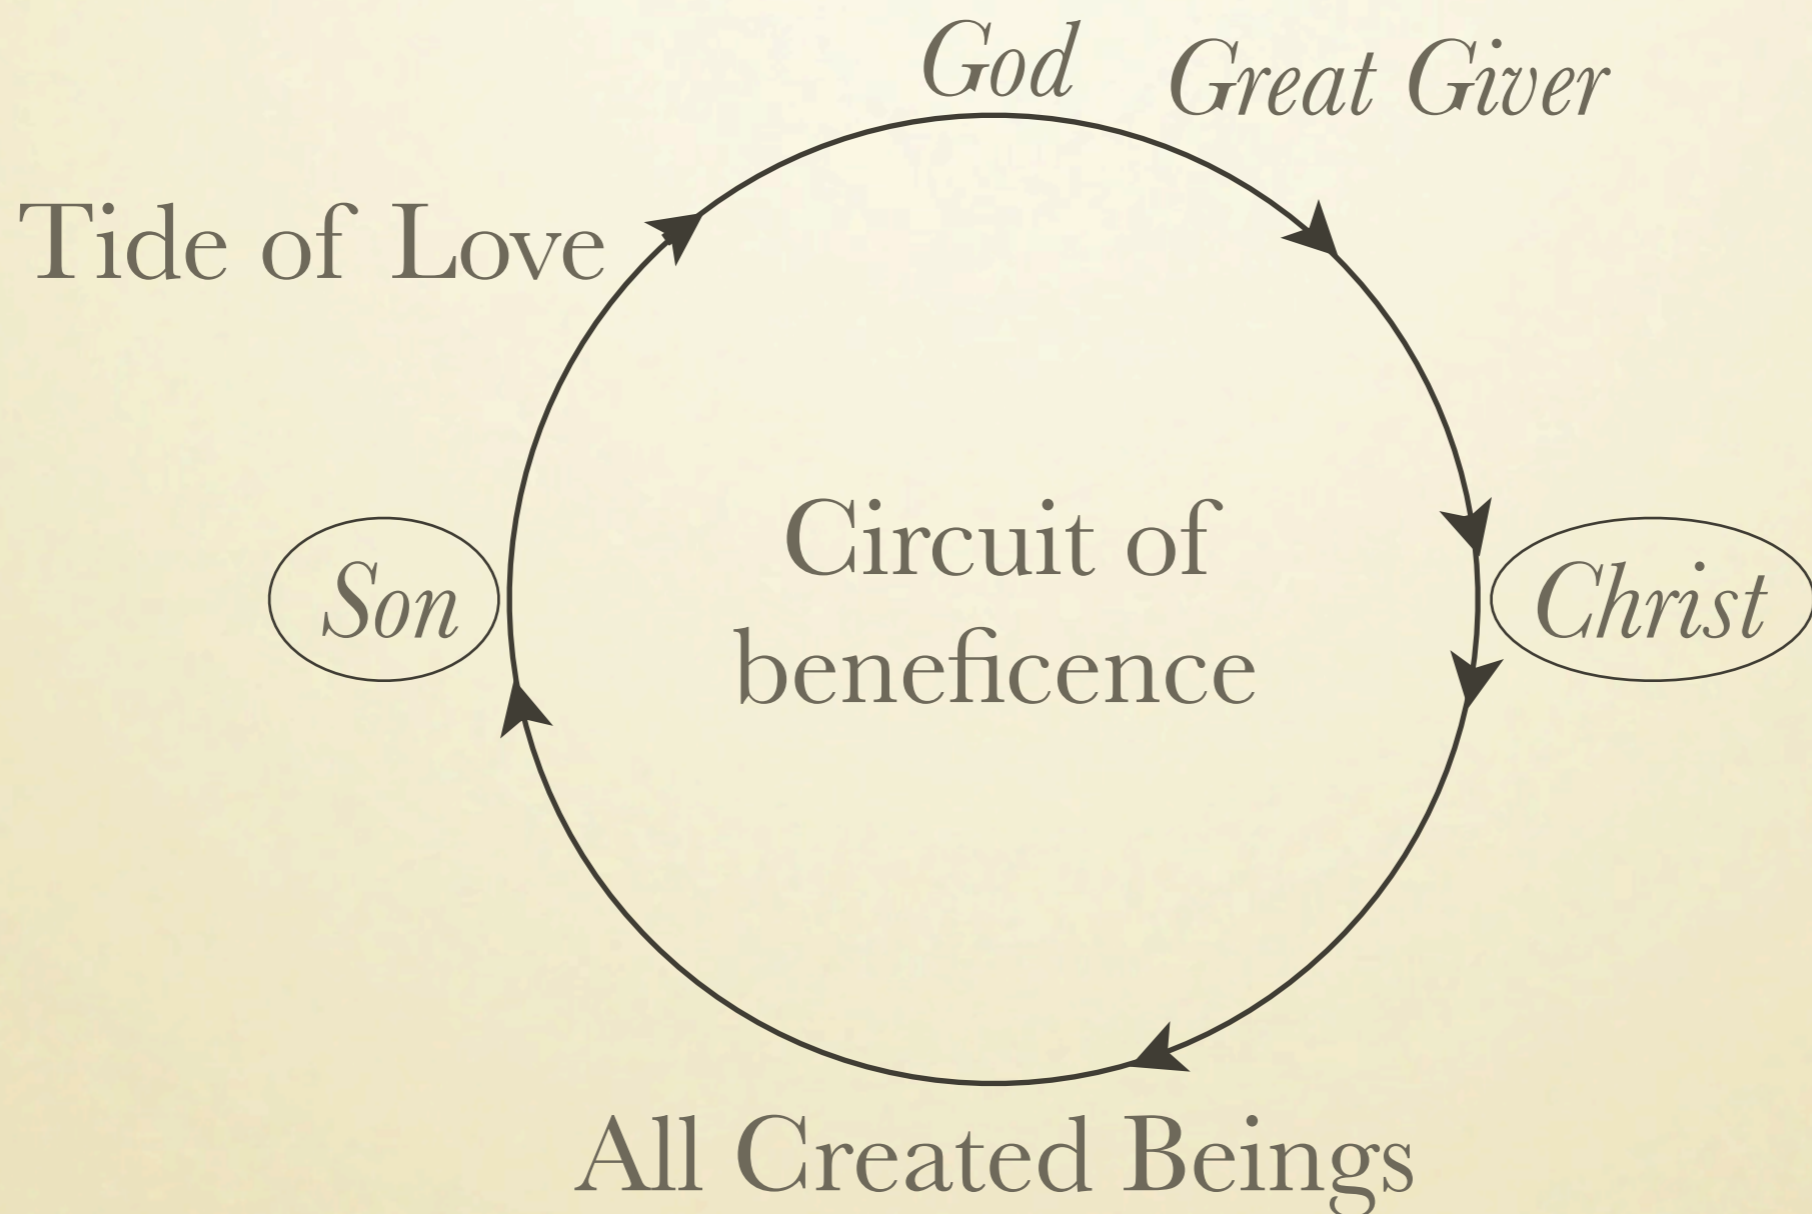 God
Great Giver
Tide of Love
Circuit of
beneficence
Son
Christ
All Created Beings